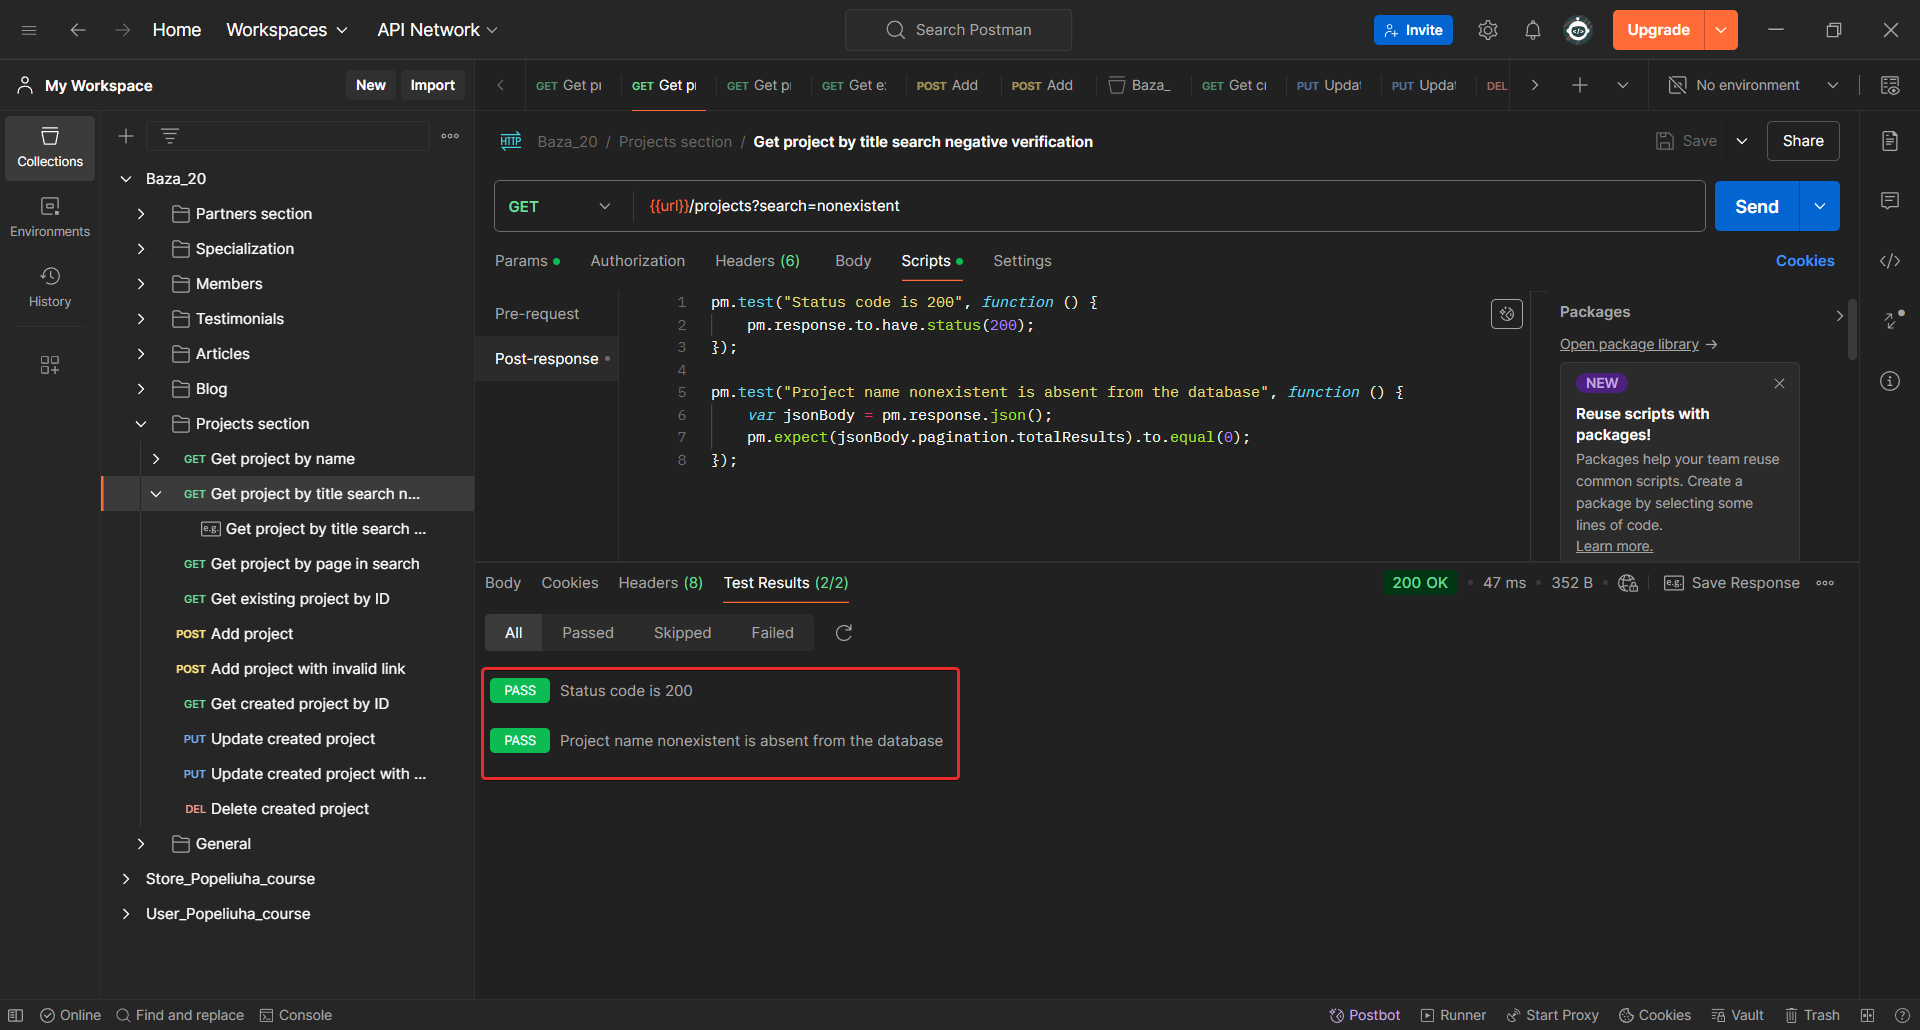 Home
Workspaces
API Network
Search Postman
Invite
Upgrade
My Workspace
New
Import
GET Get pr
GET Get pr
GET Get pr
GET Get ex
POST Add
POST Add
Baza_
GET Get cr
PUT Updat
PUT Updat
DEL
No environment
Collections
Environments
History
Baza_20
Partners section
Specialization
Members
Testimonials
Articles
Blog
Projects section
GET Get project by name
GET Get project by title search n...
e.g. Get project by title search ...
GET Get project by page in search
GET Get existing project by ID
POST Add project
POST Add project with invalid link
GET Get created project by ID
PUT Update created project
PUT Update created project with ...
DEL Delete created project
General
Store_Popeliuha_course
User_Popeliuha_course
HTTP Baza_20 / Projects section / Get project by title search negative verification
Save
Share
GET
{{url}}/projects?search=nonexistent
Send
Params
Authorization
Headers (6)
Body
Scripts
Settings
Cookies
Pre-request
Post-response
1 pm.test("Status code is 200", function () {
2 pm.response.to.have.status(200);
3 });
4
5 pm.test("Project name nonexistent is absent from the database", function () {
6 var jsonBody = pm.response.json();
7 pm.expect(jsonBody.pagination.totalResults).to.equal(0);
8 });
Packages
Open package library →
NEW
Reuse scripts with
packages!
Packages help your team reuse
common scripts. Create a
package by selecting some
lines of code.
Learn more.
Body
Cookies
Headers (8)
Test Results (2/2)
200 OK
47 ms
352 B
e.g. Save Response
All
Passed
Skipped
Failed
PASS Status code is 200
PASS Project name nonexistent is absent from the database
Online
Find and replace
Console
Postbot
Runner
Start Proxy
Cookies
Vault
Trash